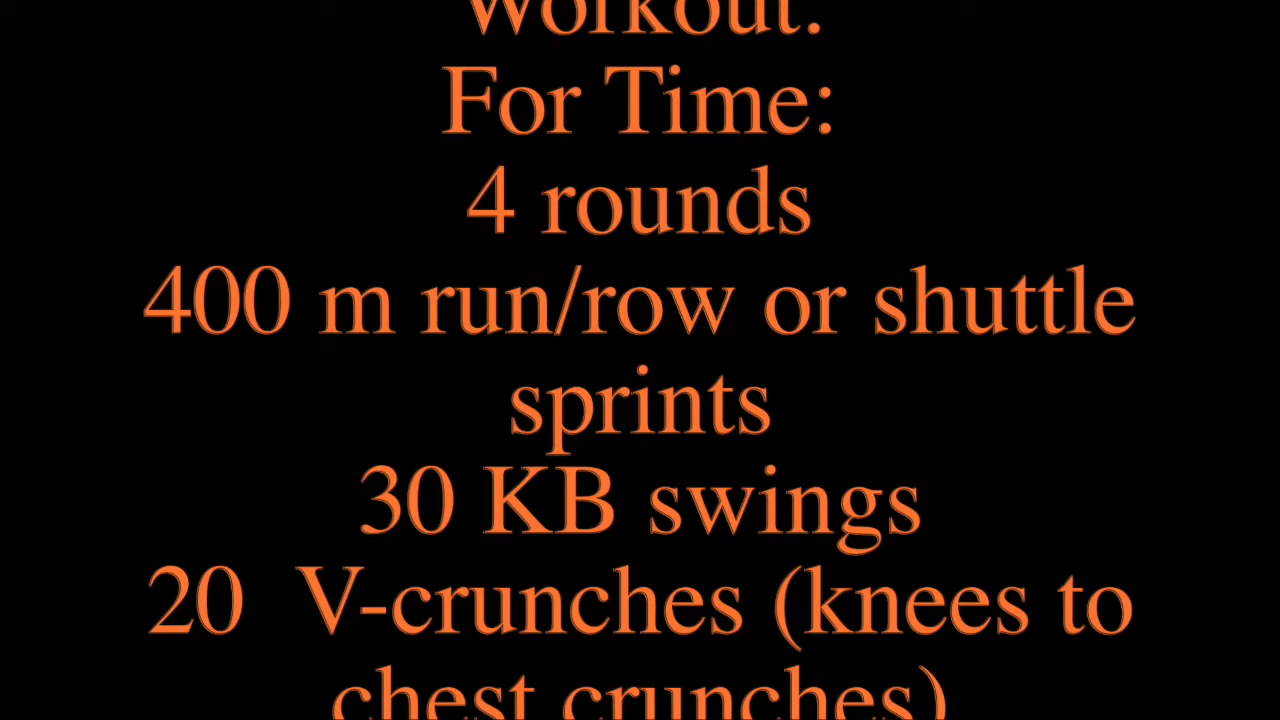 Workout:
For Time:
4 rounds
400 m run/row or shuttle
sprints
30 KB swings
20  V-crunches (knees to
chest crunches)